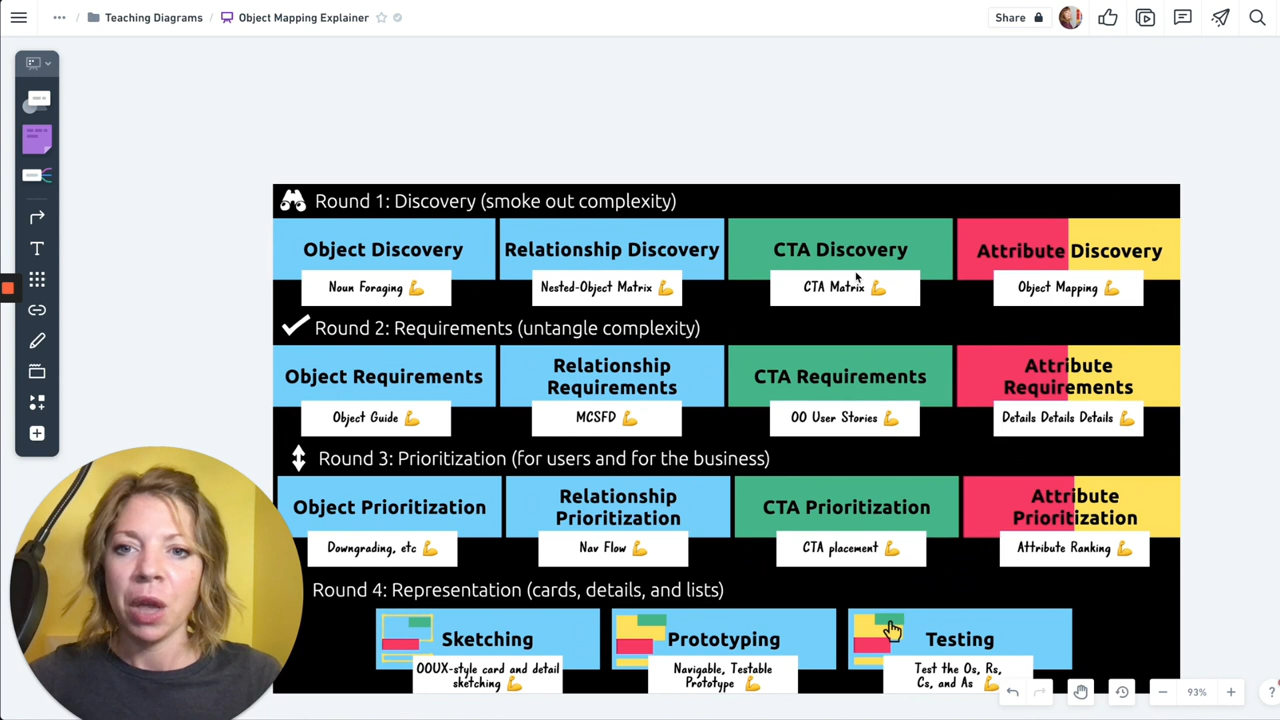 ... / Teaching Diagrams / Object Mapping Explainer
Share
T
Round 1: Discovery (smoke out complexity)
Object Discovery
Relationship Discovery
CTA Discovery
Attribute Discovery
Noun Foraging 💪
Nested-Object Matrix 💪
CTA Matrix 💪
Object Mapping 💪
Round 2: Requirements (untangle complexity)
Object Requirements
Relationship
Requirements
CTA Requirements
Attribute
Requirements
Object Guide 💪
MCSFD 💪
OO User Stories 💪
Details Details Details 💪
Round 3: Prioritization (for users and for the business)
Object Prioritization
Relationship
Prioritization
CTA Prioritization
Attribute
Prioritization
Downgrading, etc 💪
Nav Flow 💪
CTA placement 💪
Attribute Ranking 💪
Round 4: Representation (cards, details, and lists)
Sketching
Prototyping
Testing
OOUX-style card and detail
sketching 💪
Navigable, Testable
Prototype 💪
Test the Os, Rs,
Cs, and As 💪
93%
?